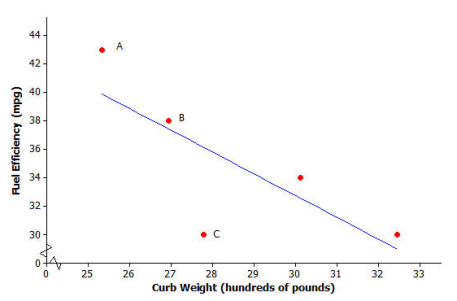 44
42
40
38
36
34
32
30
0
Fuel Efficiency (mpg)
A
B
C
0 25 26 27 28 29 30 31 32 33
Curb Weight (hundreds of pounds)